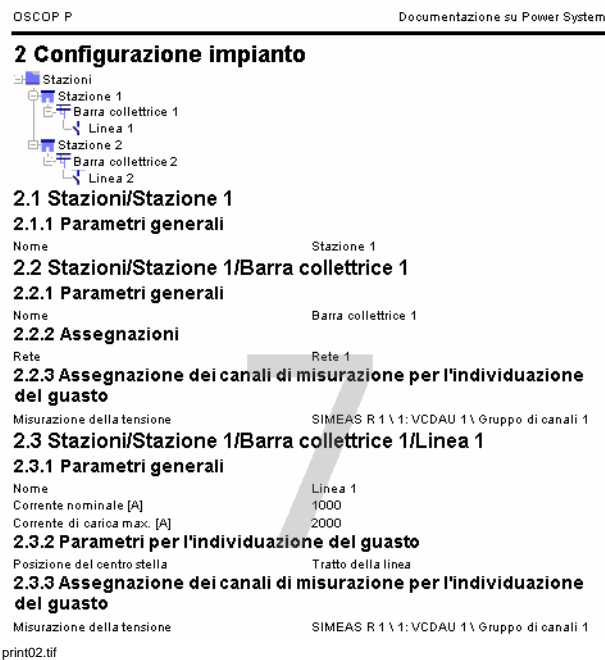 OSCOP P Documentazione su Power System
2 Configurazione impianto
Stazioni
Stazione 1
Barra collettrice 1
Linea 1
Stazione 2
Barra collettrice 2
Linea 2
2.1 Stazioni/Stazione 1
2.1.1 Parametri generali
Nome Stazione 1
2.2 Stazioni/Stazione 1/Barra collettrice 1
2.2.1 Parametri generali
Nome Barra collettrice 1
2.2.2 Assegnazioni
Rete Rete 1
2.2.3 Assegnazione dei canali di misurazione per l'individuazione
del guasto
Misurazione della tensione SIMEAS R 1 \ 1: VCDAU 1 \ Gruppo di canali 1
2.3 Stazioni/Stazione 1/Barra collettrice 1/Linea 1
2.3.1 Parametri generali
Nome Linea 1
Corrente nominale [A] 1000
Corrente di carica max. [A] 2000
2.3.2 Parametri per l'individuazione del guasto
Posizione del centro stella Tratto della linea
2.3.3 Assegnazione dei canali di misurazione per l'individuazione
del guasto
Misurazione della tensione SIMEAS R 1 \ 1: VCDAU 1 \ Gruppo di canali 1
7
print02.tif